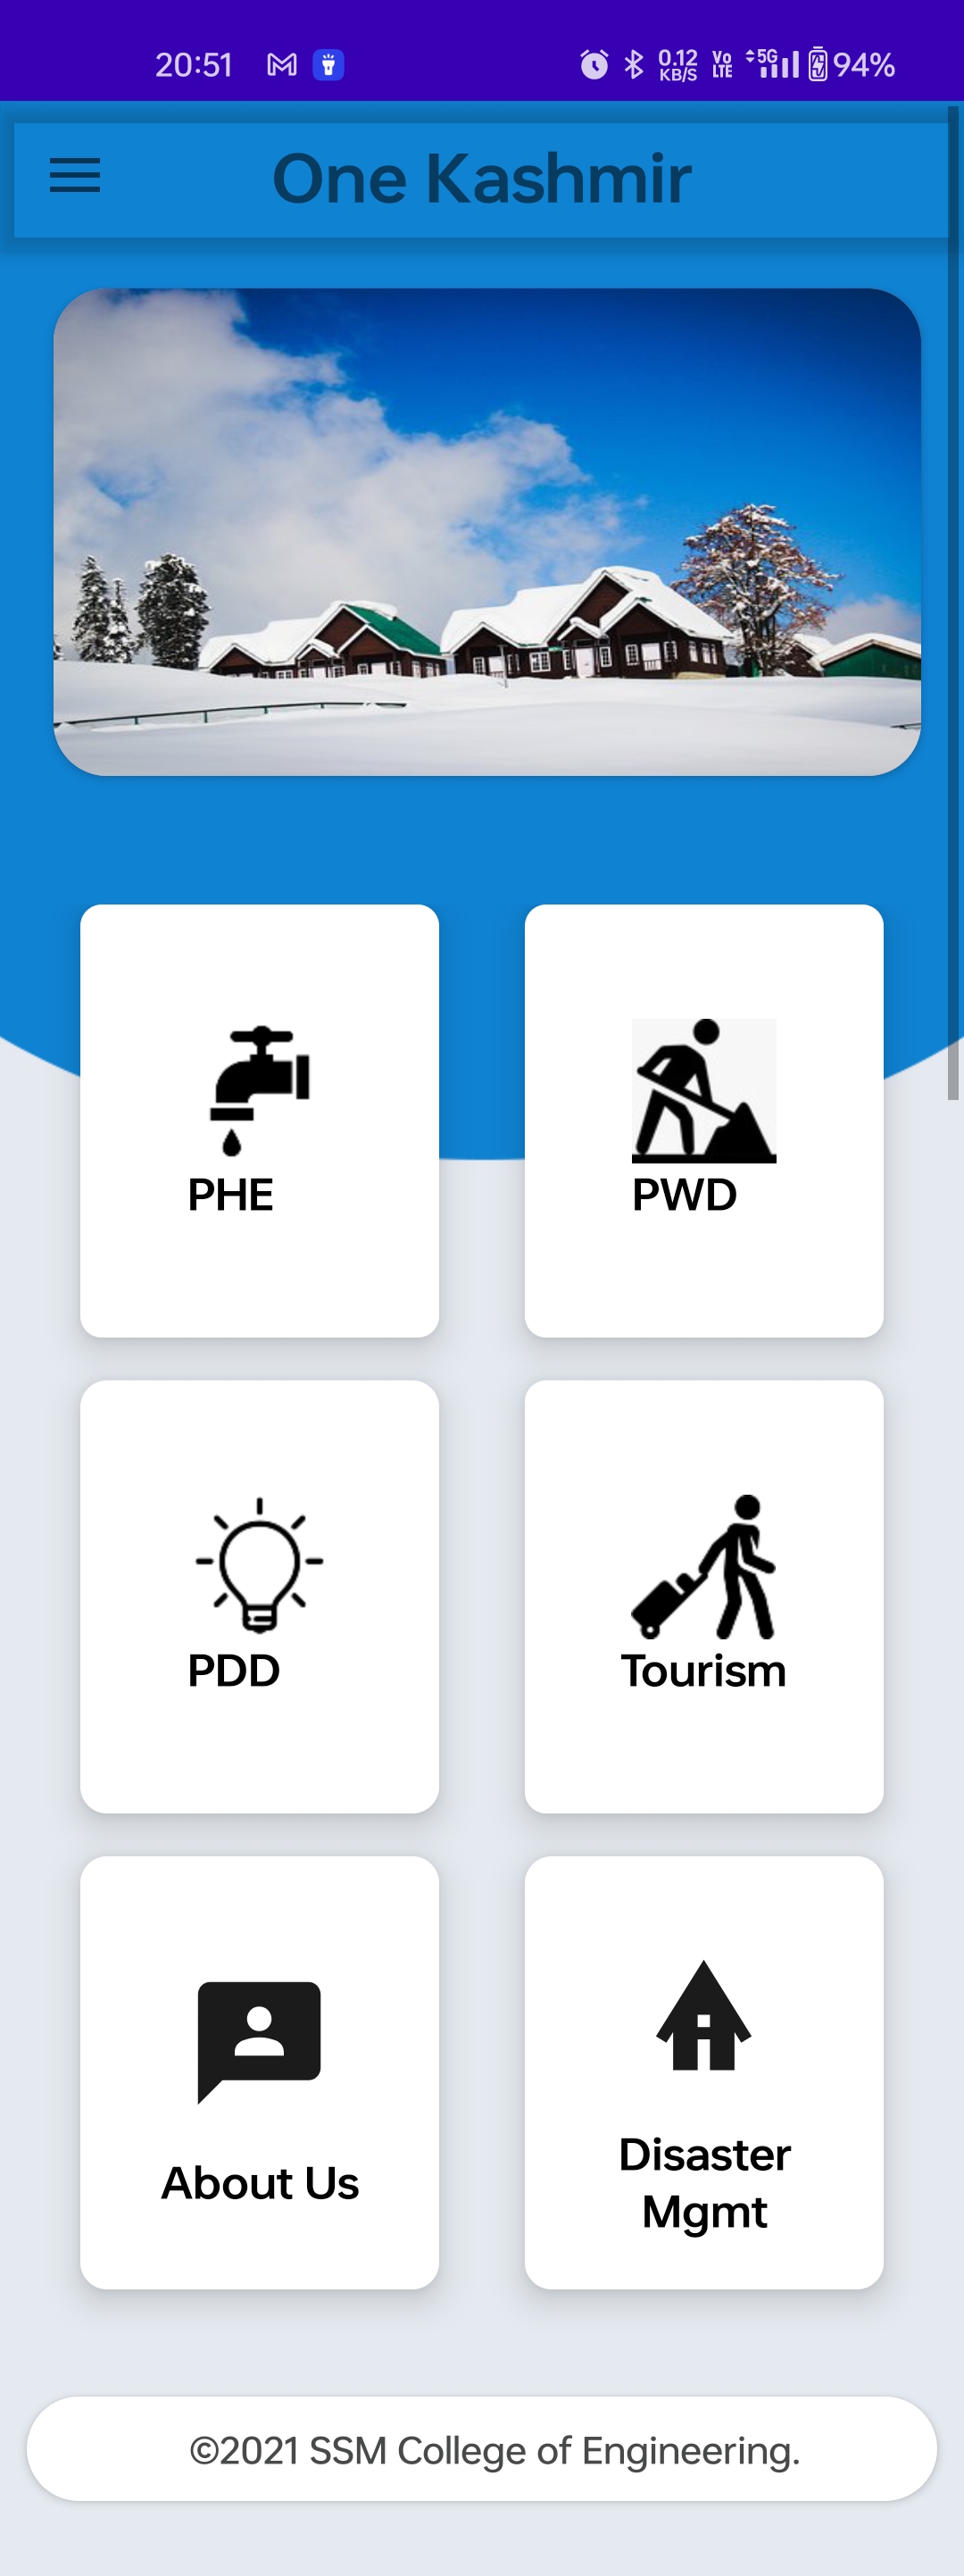 20:51 0.12 KB/S Vo LTE 5G 94%
One Kashmir
PHE PWD
PDD Tourism
About Us Disaster
Mgmt
©2021 SSM College of Engineering.